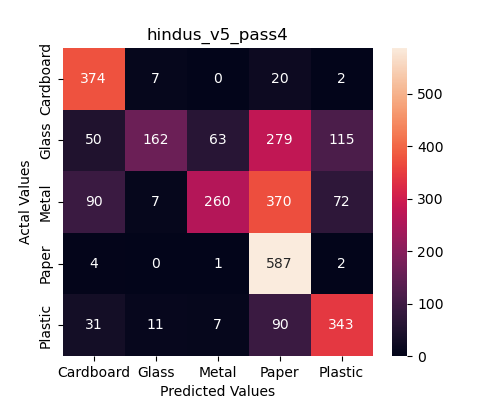 hindus_v5_pass4
Actal Values
Cardboard 374 7 0 20 2
Glass 50 162 63 279 115
Metal 90 7 260 370 72
Paper 4 0 1 587 2
Plastic 31 11 7 90 343
Cardboard Glass Metal Paper Plastic
Predicted Values
500
400
300
200
100
0